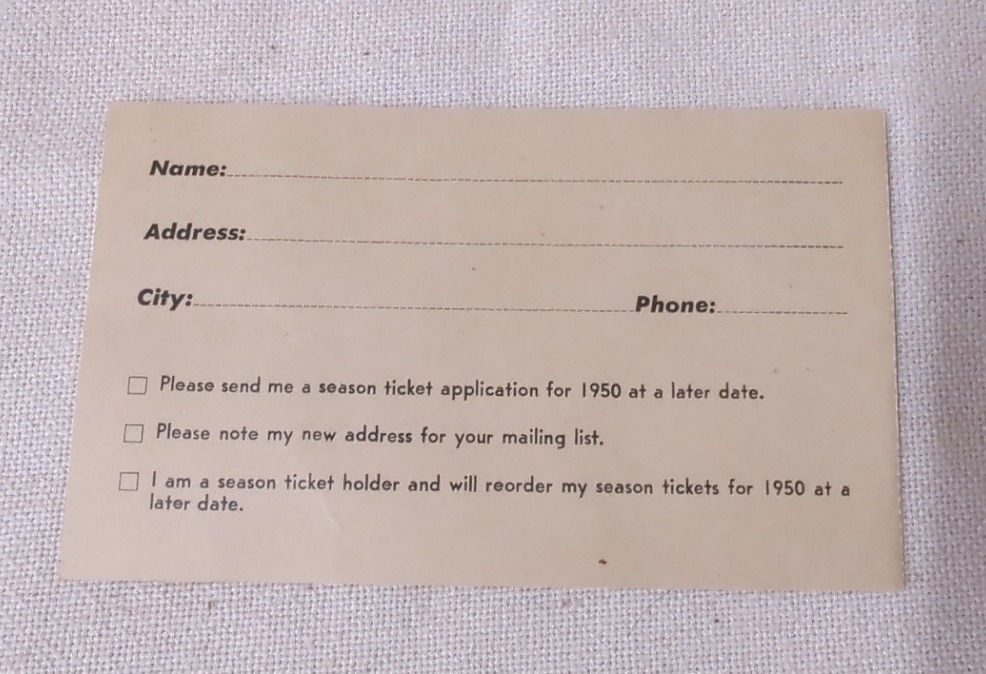 Name:
Address:
City: Phone:
☐ Please send me a season ticket application for 1950 at a later date.
☐ Please note my new address for your mailing list.
☐ I am a season ticket holder and will reorder my season tickets for 1950 at a
later date.